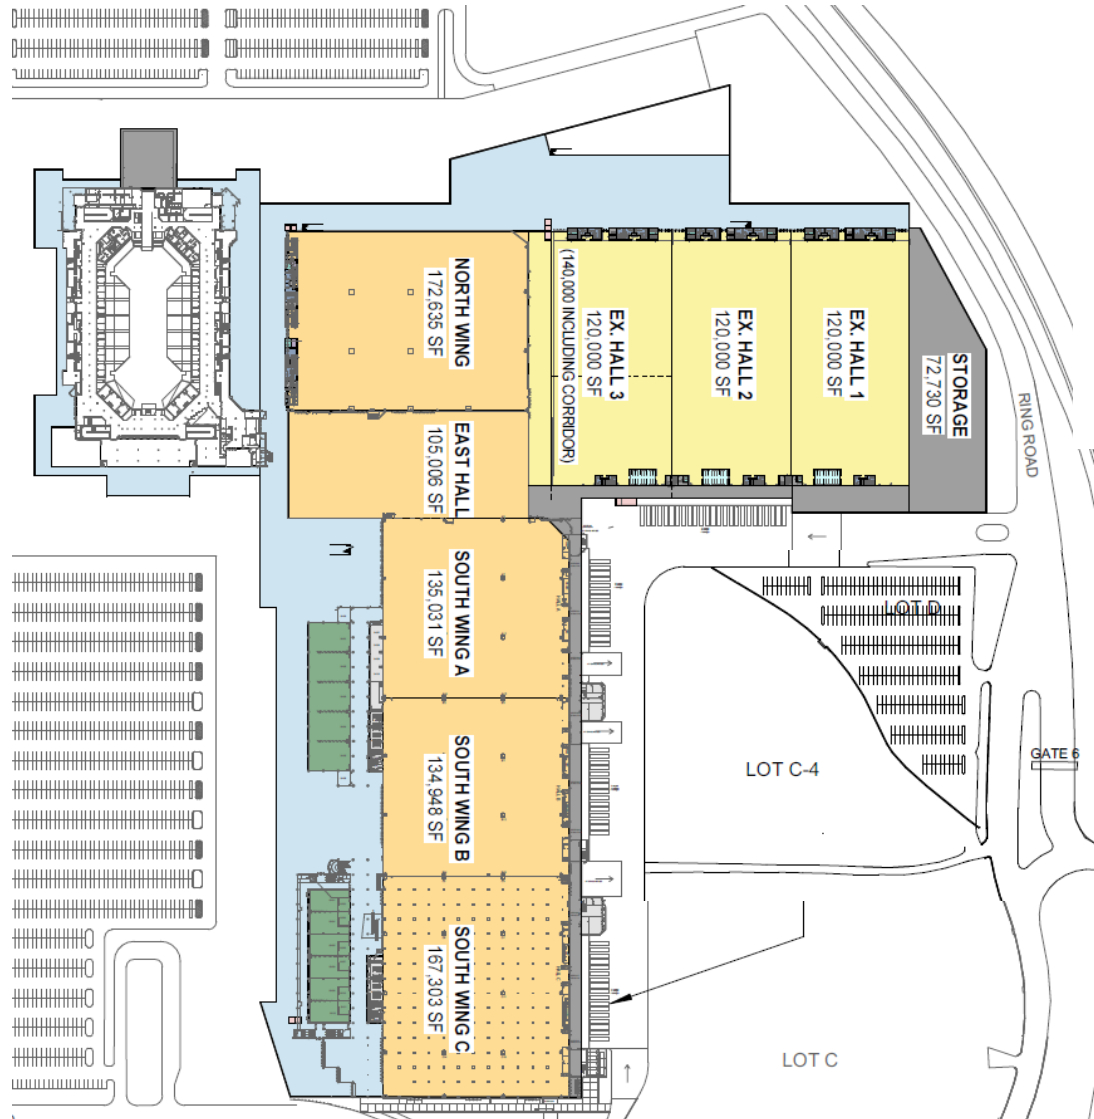 NORTH WING
172,635 SF
EAST HALL
105,006 SF
(140,000 INCLUDING CORRIDOR)
EX. HALL 3
120,000 SF
EX. HALL 2
120,000 SF
EX. HALL 1
120,000 SF
STORAGE
72,730 SF
RING ROAD
SOUTH WING A
135,031 SF
LOT D
SOUTH WING B
134,948 SF
LOT C-4
GATE 6
SOUTH WING C
167,303 SF
LOT C